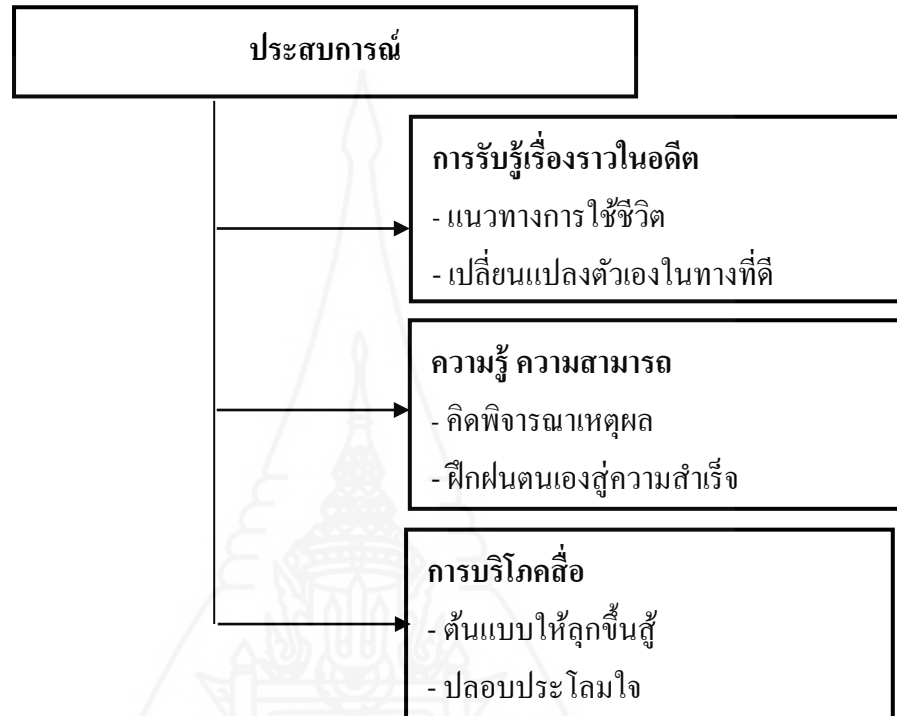 ประสบการณ์
การรับรู้เรื่องราวในอดีต
- แนวทางการใช้ชีวิต
- เปลี่ยนแปลงตัวเองในทางที่ดี
ความรู้ ความสามารถ
- คิดพิจารณาเหตุผล
- ฝึกฝนตนเองสู่ความสำเร็จ
การบริโภคสื่อ
- ต้นแบบให้ลุกขึ้นสู้
- ปลอบประโลมใจ